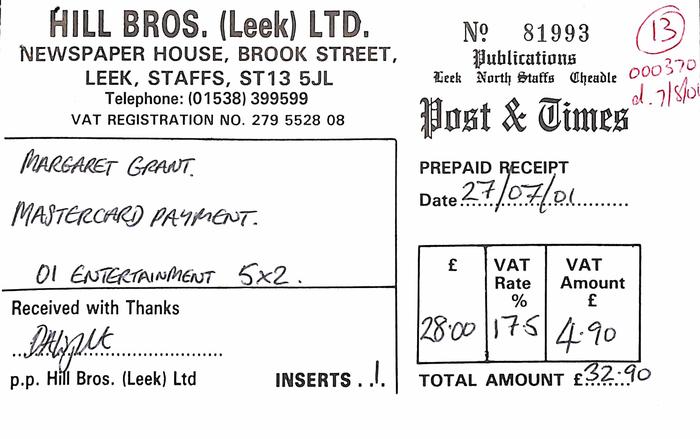 HILL BROS. (Leek) LTD.
NEWSPAPER HOUSE, BROOK STREET,
LEEK, STAFFS, ST13 5JL
Telephone: (01538) 399599
VAT REGISTRATION NO. 279 5528 08
Nº 81993
Publications
Leek North Staffs Cheadle
Post & Times
13
000370
d. 7/8/01
MARGARET GRANT.
MASTERCARD PAYMENT.
01 ENTERTAINMENT 5x2.
PREPAID RECEIPT
Date 27/07/01
£ VAT Rate % VAT Amount £
28.00 17.5 4.90
TOTAL AMOUNT £32.90
Received with Thanks
p.p. Hill Bros. (Leek) Ltd
INSERTS . . 1.